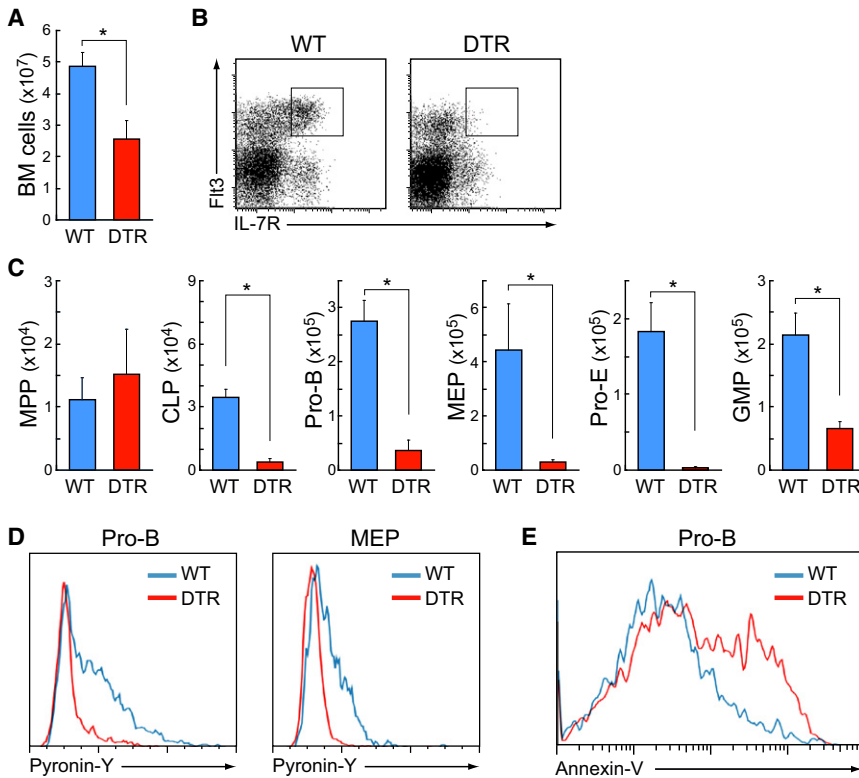 A
BM cells (x10⁷)
6
5
4
3
2
1
0
*
WT DTR
B
WT DTR
Flt3
IL-7R
C
MPP (x10⁴)
3
2
1
0
WT DTR
CLP (x10⁴)
9
6
3
0
*
WT DTR
Pro-B (x10⁵)
3
2
1
0
*
WT DTR
MEP (x10⁵)
6
4
2
0
*
WT DTR
Pro-E (x10⁵)
2
1
0
*
WT DTR
GMP (x10⁵)
3
2
1
0
*
WT DTR
D
Pro-B
WT
DTR
Pyronin-Y
MEP
WT
DTR
Pyronin-Y
E
Pro-B
WT
DTR
Annexin-V